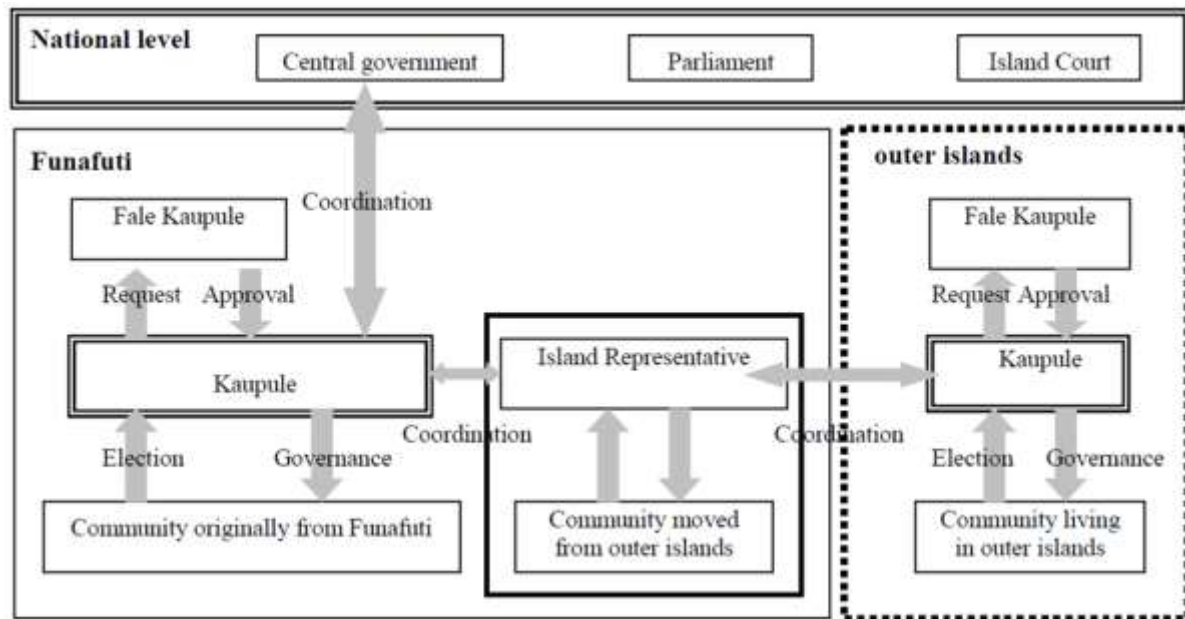 National level
Central government
Parliament
Island Court
Funafuti
Fale Kaupule
Coordination
Request
Approval
Kaupule
Election
Governance
Community originally from Funafuti
Island Representative
Coordination
Coordination
Community moved
from outer islands
outer islands
Fale Kaupule
Request
Approval
Kaupule
Election
Governance
Community living
in outer islands